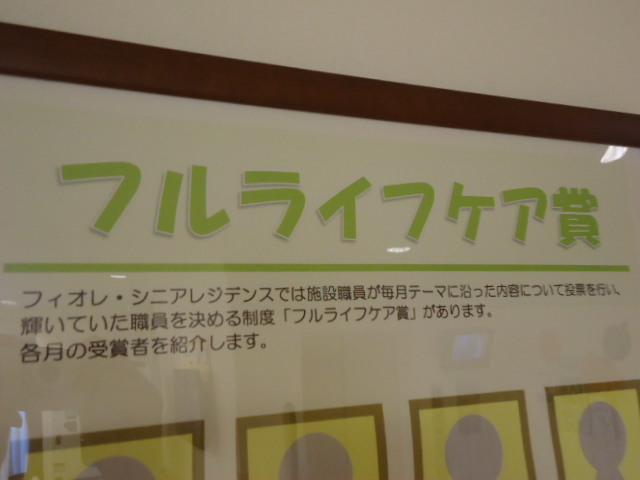 フルライフケア賞
フィオレ・シニアレジデンスでは施設職員が毎月テーマに沿った内容について投票を行い、
輝いていた職員を決める制度「フルライフケア賞」があります。
各月の受賞者を紹介します。